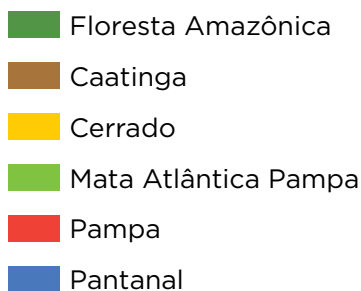 Floresta Amazônica
Caatinga
Cerrado
Mata Atlântica Pampa
Pampa
Pantanal